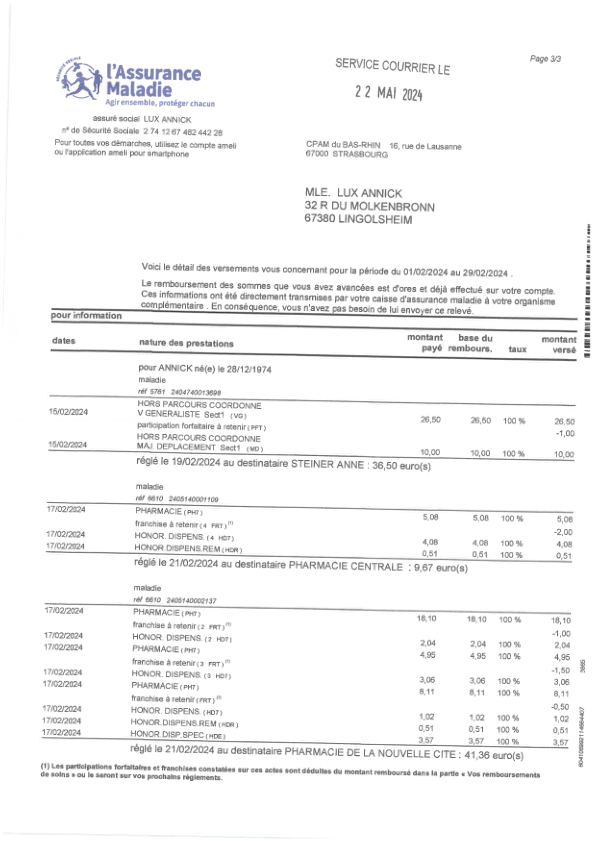 Page 3/3
SERVICE COURRIER LE
22 MAI 2024
SÉCURITÉ SOCIALE
l'Assurance
Maladie
Agir ensemble, protéger chacun
assuré social LUX ANNICK
n° de Sécurité Sociale 2 74 12 67 482 442 28
Pour toutes vos démarches, utilisez le compte ameli
ou l'application ameli pour smartphone
CPAM du BAS-RHIN 16, rue de Lausanne
67000 STRASBOURG
MLE. LUX ANNICK
32 R DU MOLKENBRONN
67380 LINGOLSHEIM
Voici le détail des versements vous concernant pour la période du 01/02/2024 au 29/02/2024 .
Le remboursement des sommes que vous avez avancées est d'ores et déjà effectué sur votre compte.
Ces informations ont été directement transmises par votre caisse d'assurance maladie à votre organisme
complémentaire . En conséquence, vous n'avez pas besoin de lui envoyer ce relevé.
pour information
dates nature des prestations montant payé base du rembours. taux montant versé
pour ANNICK né(e) le 28/12/1974
maladie
réf 5761 2404740013698
HORS PARCOURS COORDONNE
15/02/2024 V GENERALISTE Sect1 (VG) 26,50 26,50 100 % 26,50
participation forfaitaire à retenir (PFT) -1,00
HORS PARCOURS COORDONNE
15/02/2024 MAJ. DEPLACEMENT Sect1 (MD) 10,00 10,00 100 % 10,00
réglé le 19/02/2024 au destinataire STEINER ANNE : 36,50 euro(s)
maladie
réf 6610 2405140001109
17/02/2024 PHARMACIE (PHT) 5,08 5,08 100 % 5,08
franchise à retenir (4 FRT) (1) -2,00
17/02/2024 HONOR. DISPENS. (4 HDT) 4,08 4,08 100 % 4,08
17/02/2024 HONOR.DISPENS.REM (HDR) 0,51 0,51 100 % 0,51
réglé le 21/02/2024 au destinataire PHARMACIE CENTRALE : 9,67 euro(s)
maladie
réf 6610 2405140002137
17/02/2024 PHARMACIE (PHT) 18,10 18,10 100 % 18,10
franchise à retenir (2 FRT) (1) -1,00
17/02/2024 HONOR. DISPENS. (2 HDT) 2,04 2,04 100 % 2,04
17/02/2024 PHARMACIE (PHT) 4,95 4,95 100 % 4,95
franchise à retenir (3 FRT) (1) -1,50
17/02/2024 HONOR. DISPENS. (3 HDT) 3,06 3,06 100 % 3,06
17/02/2024 PHARMACIE (PHT) 8,11 8,11 100 % 8,11
franchise à retenir (FRT) (1) -0,50
17/02/2024 HONOR. DISPENS. (HDT) 1,02 1,02 100 % 1,02
17/02/2024 HONOR.DISPENS.REM (HDR) 0,51 0,51 100 % 0,51
17/02/2024 HONOR.DISP.SPEC (HDE) 3,57 3,57 100 % 3,57
réglé le 21/02/2024 au destinataire PHARMACIE DE LA NOUVELLE CITE : 41,36 euro(s)
(1) Les participations forfaitaires et franchises constatées sur ces actes sont déduites du montant remboursé dans la partie « Vos remboursements
de soins » ou le seront sur vos prochains règlements.